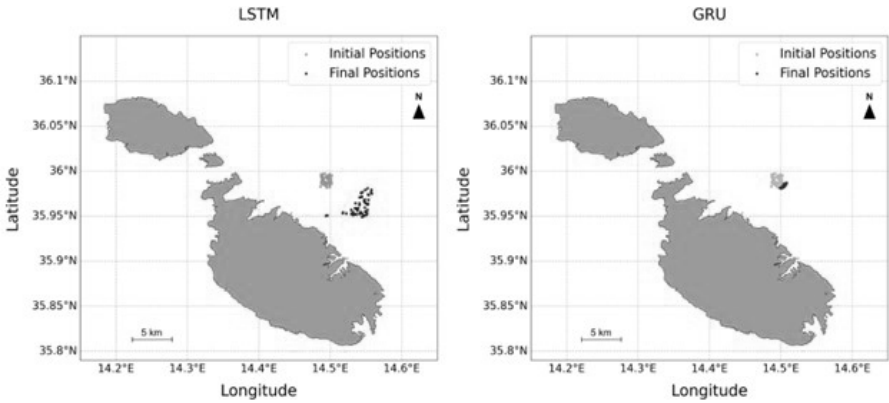 LSTM
Initial Positions
Final Positions
N
36.1°N
36.05°N
36°N
35.95°N
35.9°N
35.85°N
35.8°N
Latitude
5 km
14.2°E 14.3°E 14.4°E 14.5°E 14.6°E
Longitude
GRU
Initial Positions
Final Positions
N
36.1°N
36.05°N
36°N
35.95°N
35.9°N
35.85°N
35.8°N
Latitude
5 km
14.2°E 14.3°E 14.4°E 14.5°E 14.6°E
Longitude